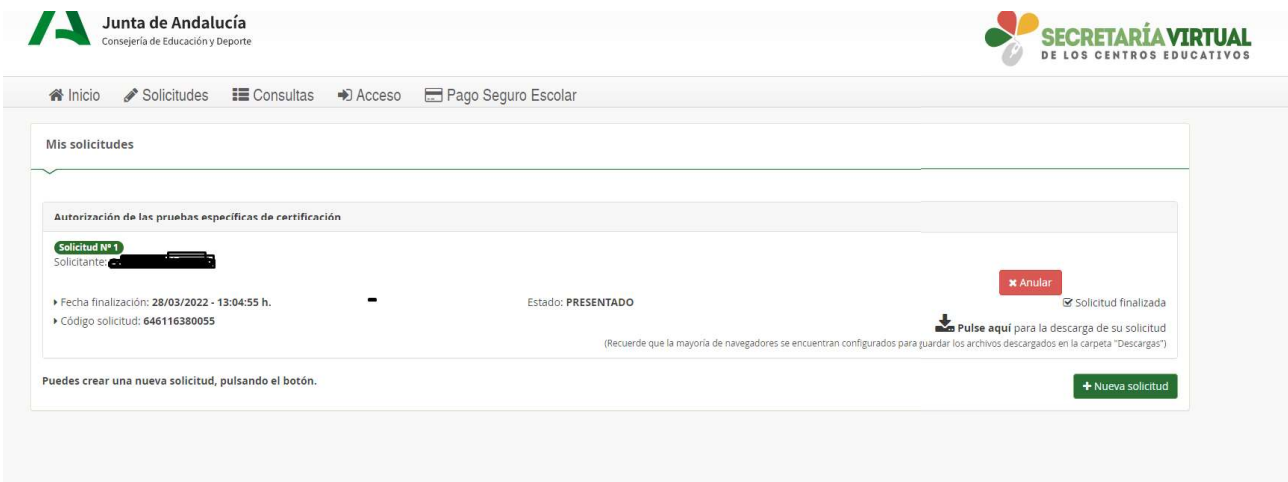 Junta de Andalucía
Consejería de Educación y Deporte
SECRETARÍA VIRTUAL
DE LOS CENTROS EDUCATIVOS
Inicio Solicitudes Consultas Acceso Pago Seguro Escolar
Mis solicitudes
Autorización de las pruebas específicas de certificación
Solicitud Nº 1
Solicitante:
Anular
Fecha finalización: 28/03/2022 - 13:04:55 h. Estado: PRESENTADO Solicitud finalizada
Código solicitud: 646116380055
Pulse aquí para la descarga de su solicitud
(Recuerde que la mayoría de navegadores se encuentran configurados para guardar los archivos descargados en la carpeta "Descargas")
Puedes crear una nueva solicitud, pulsando el botón. + Nueva solicitud